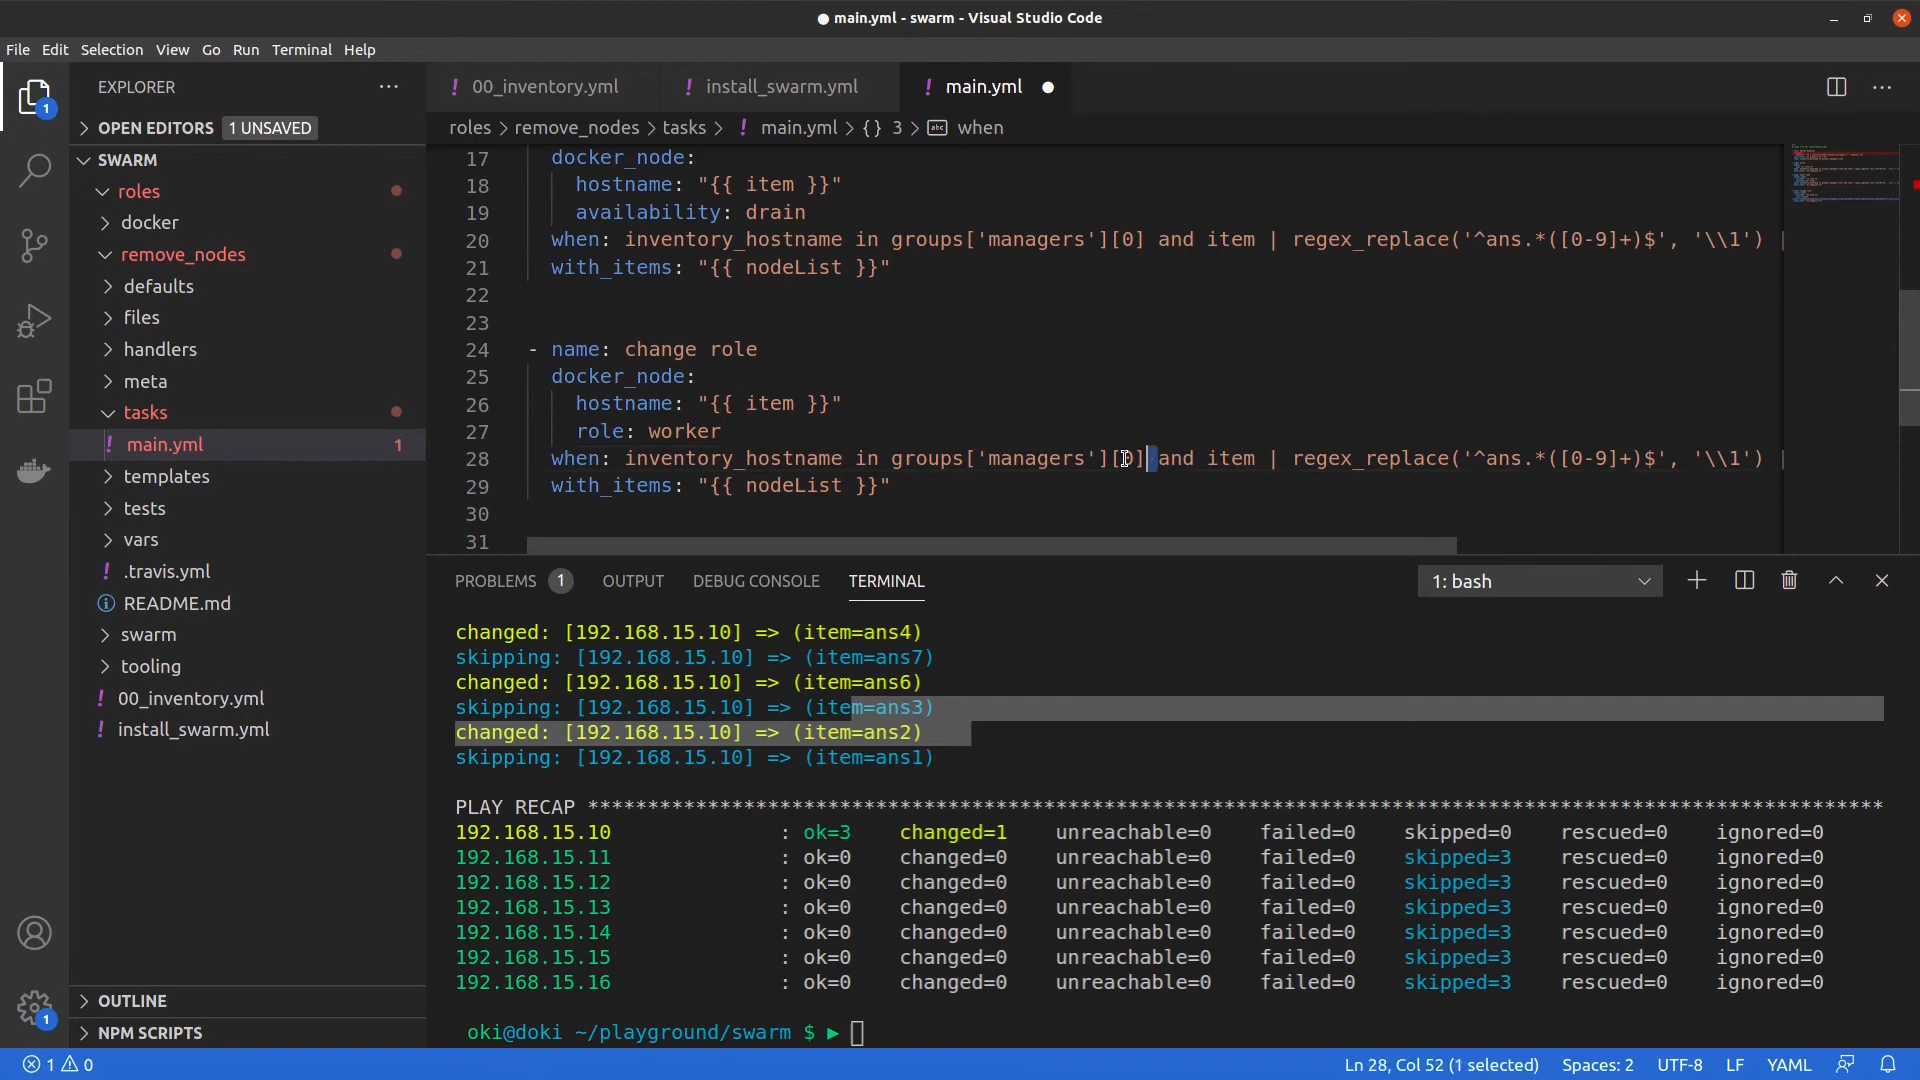 main.yml - swarm - Visual Studio Code
File Edit Selection View Go Run Terminal Help
EXPLORER
OPEN EDITORS 1 UNSAVED
SWARM
roles
docker
remove_nodes
defaults
files
handlers
meta
tasks
main.yml 1
templates
tests
vars
.travis.yml
README.md
swarm
tooling
00_inventory.yml
install_swarm.yml
OUTLINE
NPM SCRIPTS
1
1
00_inventory.yml install_swarm.yml main.yml
roles > remove_nodes > tasks > main.yml > {} 3 > abc when
17 docker_node:
18 hostname: "{{ item }}"
19 availability: drain
20 when: inventory_hostname in groups['managers'][0] and item | regex_replace('^ans.*([0-9]+)$', '\\1') |
21 with_items: "{{ nodeList }}"
22
23
24 - name: change role
25 docker_node:
26 hostname: "{{ item }}"
27 role: worker
28 when: inventory_hostname in groups['managers'][0] and item | regex_replace('^ans.*([0-9]+)$', '\\1') |
29 with_items: "{{ nodeList }}"
30
31
PROBLEMS 1 OUTPUT DEBUG CONSOLE TERMINAL 1: bash
changed: [192.168.15.10] => (item=ans4)
skipping: [192.168.15.10] => (item=ans7)
changed: [192.168.15.10] => (item=ans6)
skipping: [192.168.15.10] => (item=ans3)
changed: [192.168.15.10] => (item=ans2)
skipping: [192.168.15.10] => (item=ans1)
PLAY RECAP ************************************************************************************************************
192.168.15.10 : ok=3 changed=1 unreachable=0 failed=0 skipped=0 rescued=0 ignored=0
192.168.15.11 : ok=0 changed=0 unreachable=0 failed=0 skipped=3 rescued=0 ignored=0
192.168.15.12 : ok=0 changed=0 unreachable=0 failed=0 skipped=3 rescued=0 ignored=0
192.168.15.13 : ok=0 changed=0 unreachable=0 failed=0 skipped=3 rescued=0 ignored=0
192.168.15.14 : ok=0 changed=0 unreachable=0 failed=0 skipped=3 rescued=0 ignored=0
192.168.15.15 : ok=0 changed=0 unreachable=0 failed=0 skipped=3 rescued=0 ignored=0
192.168.15.16 : ok=0 changed=0 unreachable=0 failed=0 skipped=3 rescued=0 ignored=0
oki@doki ~/playground/swarm $ ▶
1 0 Ln 28, Col 52 (1 selected) Spaces: 2 UTF-8 LF YAML